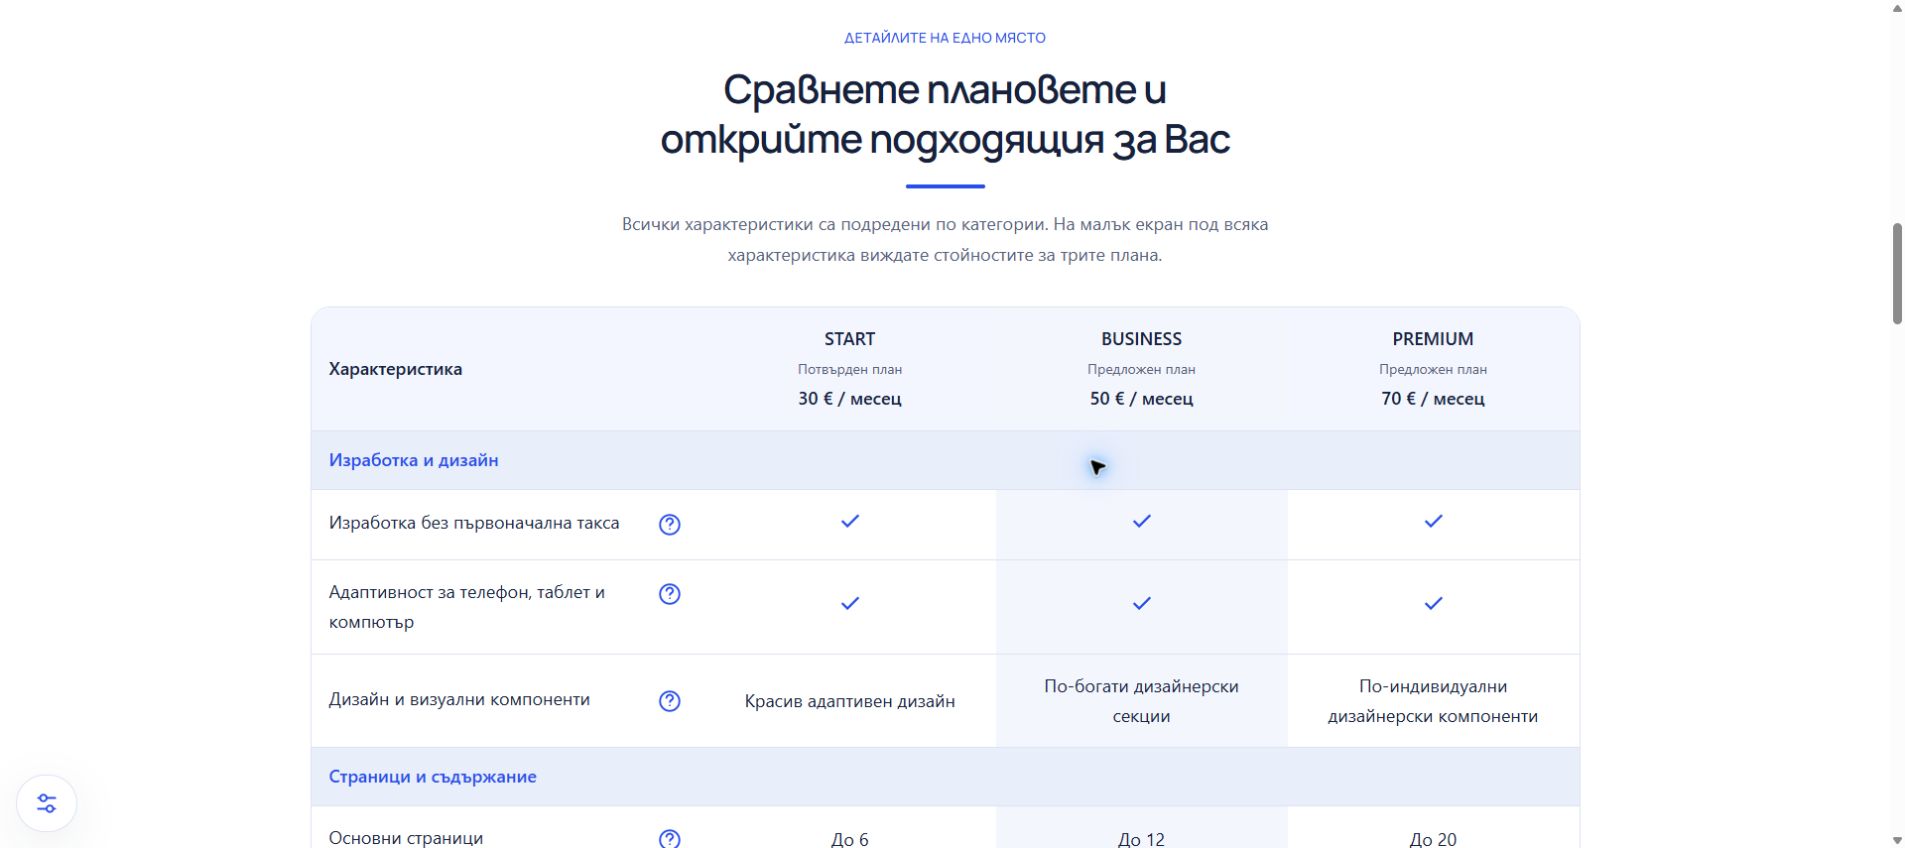 ДЕТАЙЛИТЕ НА ЕДНО МЯСТО
Сравнете плановете и
открийте подходящия за Вас
Всички характеристики са подредени по категории. На малък екран под всяка
характеристика виждате стойностите за трите плана.
Характеристика
START
Потвърден план
30 € / месец
BUSINESS
Предложен план
50 € / месец
PREMIUM
Предложен план
70 € / месец
Изработка и дизайн
Изработка без първоначална такса
Адаптивност за телефон, таблет и
компютър
Дизайн и визуални компоненти
Красив адаптивен дизайн
По-богати дизайнерски
секции
По-индивидуални
дизайнерски компоненти
Страници и съдържание
Основни страници
До 6
До 12
До 20